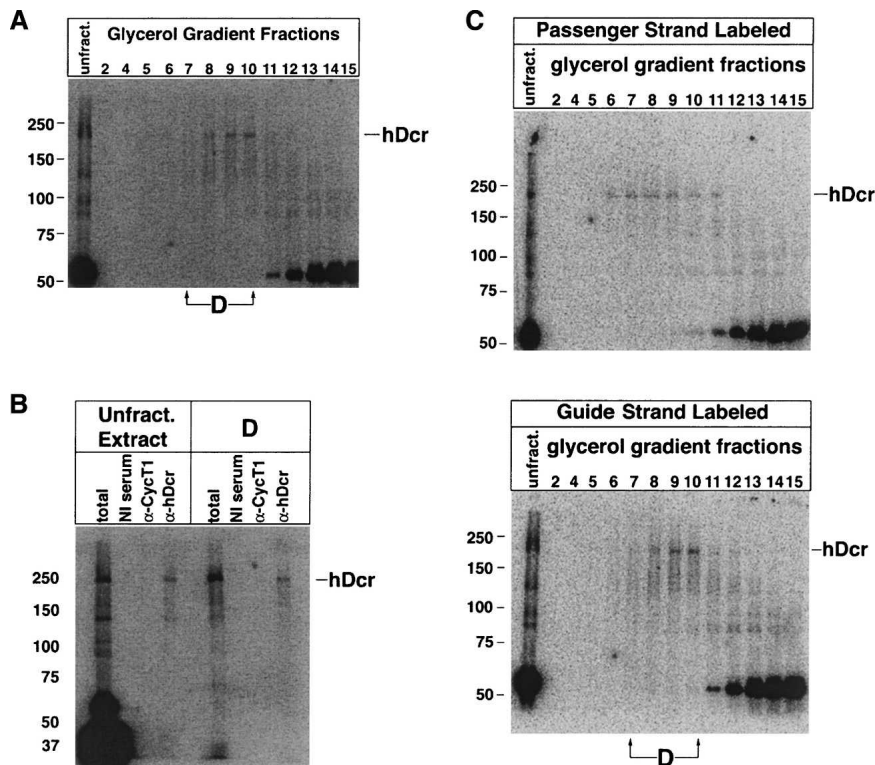 A
unfract.
Glycerol Gradient Fractions
2 4 5 6 7 8 9 10 11 12 13 14 15
250
150
100
75
50
hDcr
D
B
Unfract. Extract
D
total
NI serum
α-CycT1
α-hDcr
total
NI serum
α-CycT1
α-hDcr
250
150
100
75
50
37
hDcr
C
Passenger Strand Labeled
unfract.
glycerol gradient fractions
2 4 5 6 7 8 9 10 11 12 13 14 15
250
150
100
75
50
hDcr
Guide Strand Labeled
unfract.
glycerol gradient fractions
2 4 5 6 7 8 9 10 11 12 13 14 15
250
150
100
75
50
hDcr
D